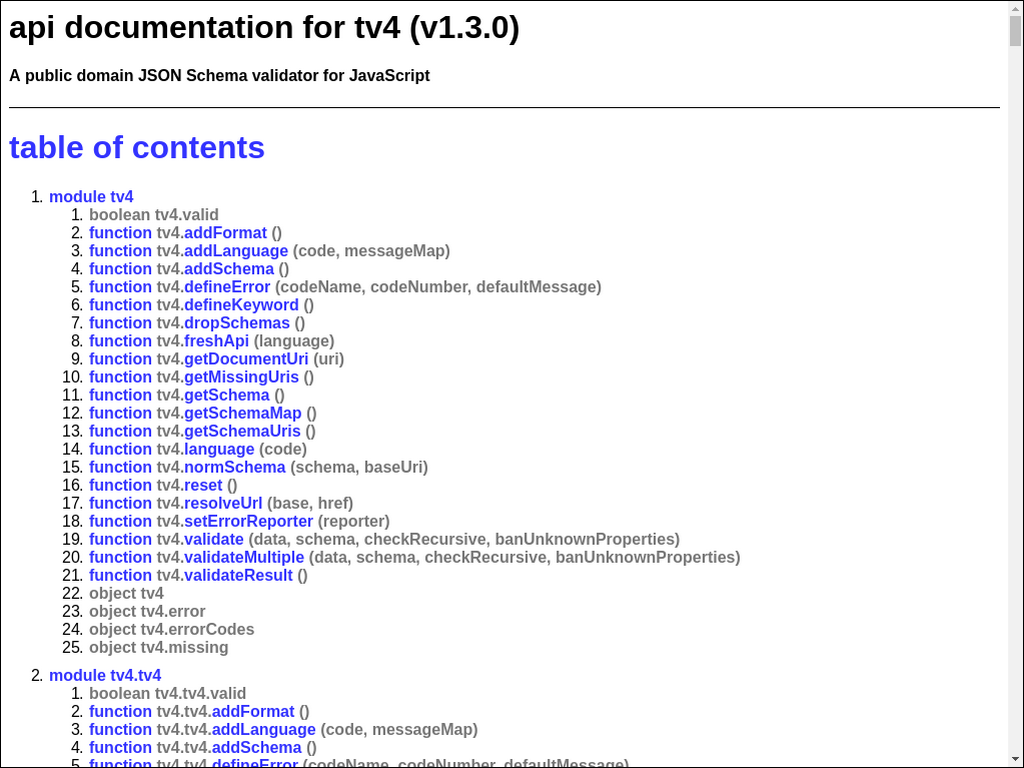 api documentation for tv4 (v1.3.0)
A public domain JSON Schema validator for JavaScript
table of contents
1. module tv4
1. boolean tv4.valid
2. function tv4.addFormat ()
3. function tv4.addLanguage (code, messageMap)
4. function tv4.addSchema ()
5. function tv4.defineError (codeName, codeNumber, defaultMessage)
6. function tv4.defineKeyword ()
7. function tv4.dropSchemas ()
8. function tv4.freshApi (language)
9. function tv4.getDocumentUri (uri)
10. function tv4.getMissingUris ()
11. function tv4.getSchema ()
12. function tv4.getSchemaMap ()
13. function tv4.getSchemaUris ()
14. function tv4.language (code)
15. function tv4.normSchema (schema, baseUri)
16. function tv4.reset ()
17. function tv4.resolveUrl (base, href)
18. function tv4.setErrorReporter (reporter)
19. function tv4.validate (data, schema, checkRecursive, banUnknownProperties)
20. function tv4.validateMultiple (data, schema, checkRecursive, banUnknownProperties)
21. function tv4.validateResult ()
22. object tv4
23. object tv4.error
24. object tv4.errorCodes
25. object tv4.missing
2. module tv4.tv4
1. boolean tv4.tv4.valid
2. function tv4.tv4.addFormat ()
3. function tv4.tv4.addLanguage (code, messageMap)
4. function tv4.tv4.addSchema ()
5. function tv4.tv4.defineError (codeName, codeNumber, defaultMessage)